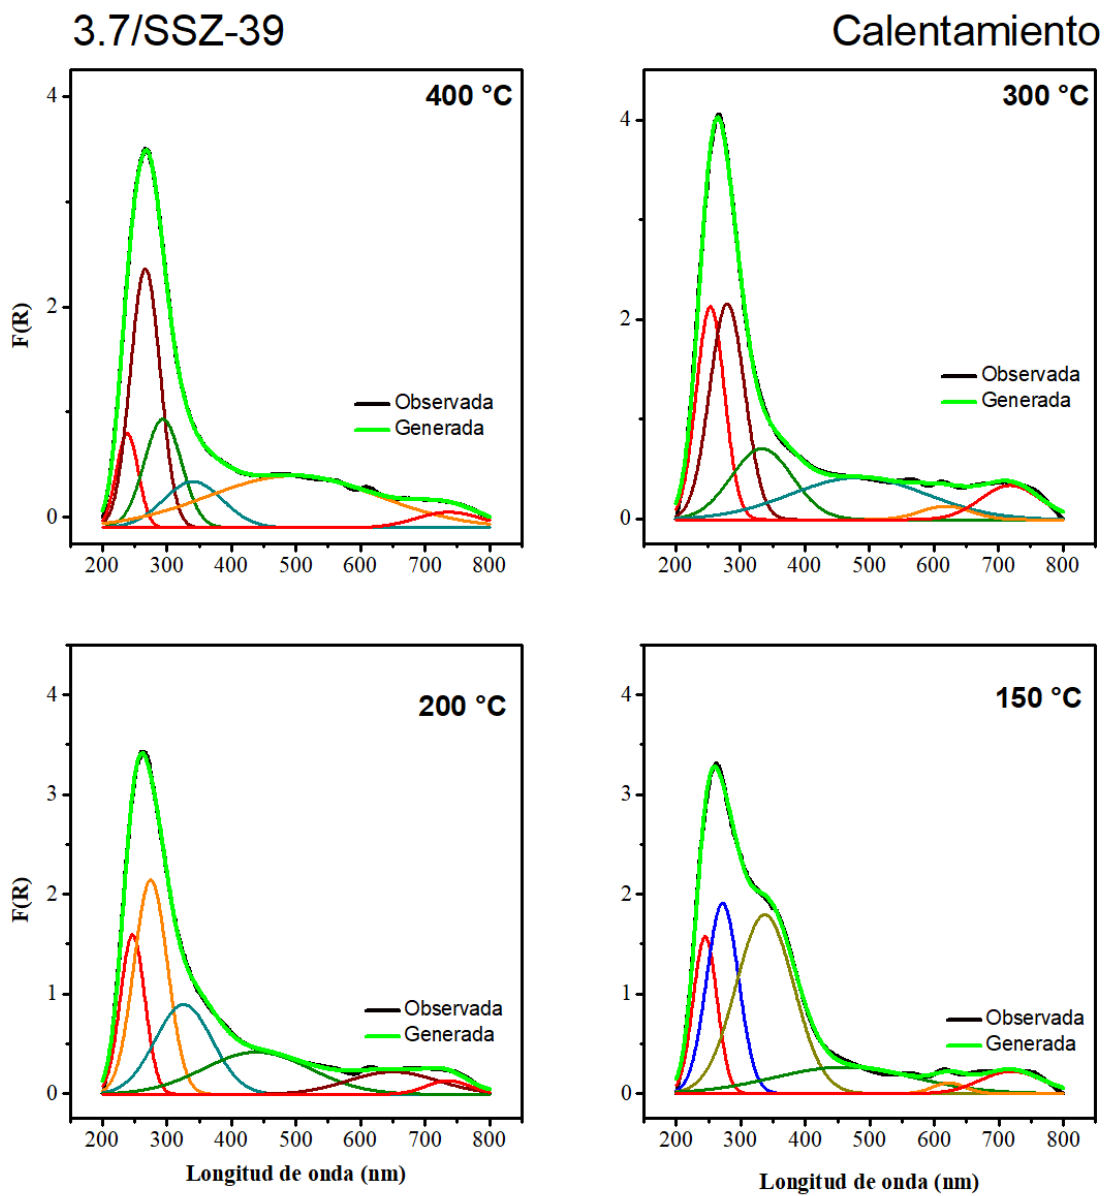 3.7/SSZ-39
Calentamiento
400 °C
F(R)
4
2
0
Observada
Generada
200 300 400 500 600 700 800
300 °C
4
2
0
Observada
Generada
200 300 400 500 600 700 800
200 °C
F(R)
4
3
2
1
0
Observada
Generada
200 300 400 500 600 700 800
Longitud de onda (nm)
150 °C
4
3
2
1
0
Observada
Generada
200 300 400 500 600 700 800
Longitud de onda (nm)